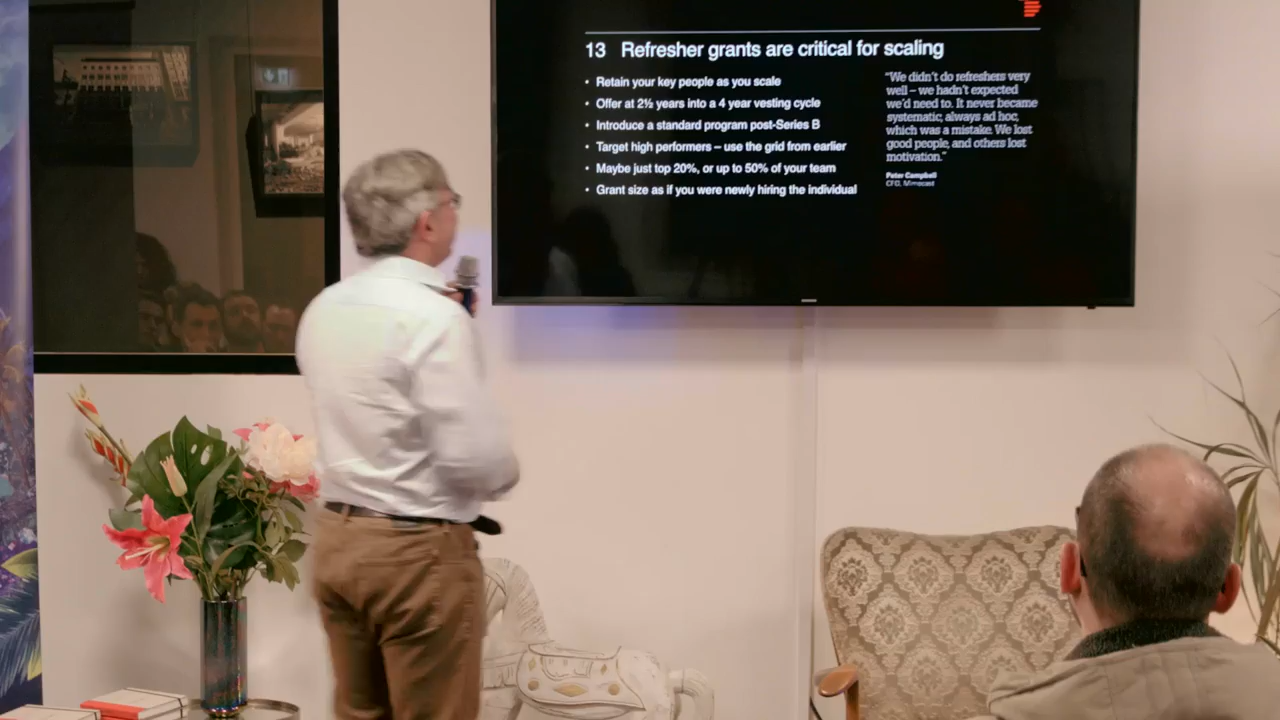 13 Refresher grants are critical for scaling
• Retain your key people as you scale
• Offer at 2½ years into a 4 year vesting cycle
• Introduce a standard program post-Series B
• Target high performers – use the grid from earlier
• Maybe just top 20%, or up to 50% of your team
• Grant size as if you were newly hiring the individual
“We didn’t do refreshers very
well – we hadn’t expected
we’d need to. It never became
systematic, always ad hoc,
which was a mistake. We lost
good people, and others lost
motivation.”
Peter Campbell
CFO, Mimecast